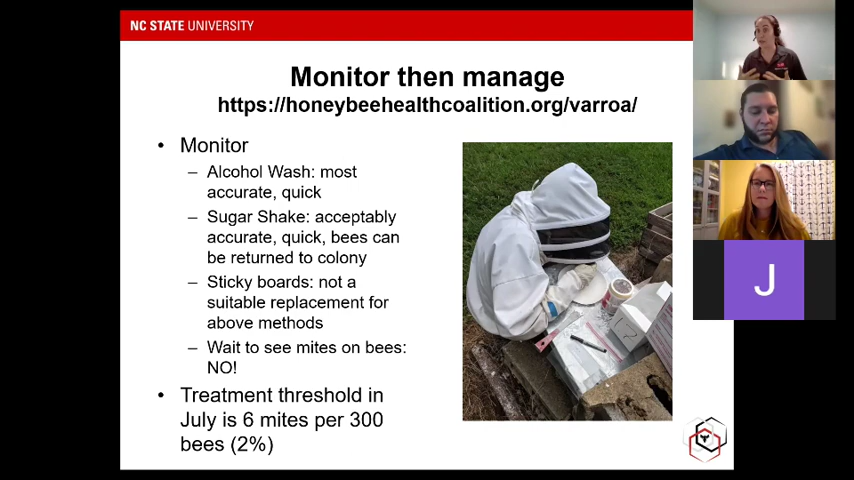 NC STATE UNIVERSITY
Monitor then manage
https://honeybeehealthcoalition.org/varroa/
• Monitor
– Alcohol Wash: most
accurate, quick
– Sugar Shake: acceptably
accurate, quick, bees can
be returned to colony
– Sticky boards: not a
suitable replacement for
above methods
– Wait to see mites on bees:
NO!
• Treatment threshold in
July is 6 mites per 300
bees (2%)
J